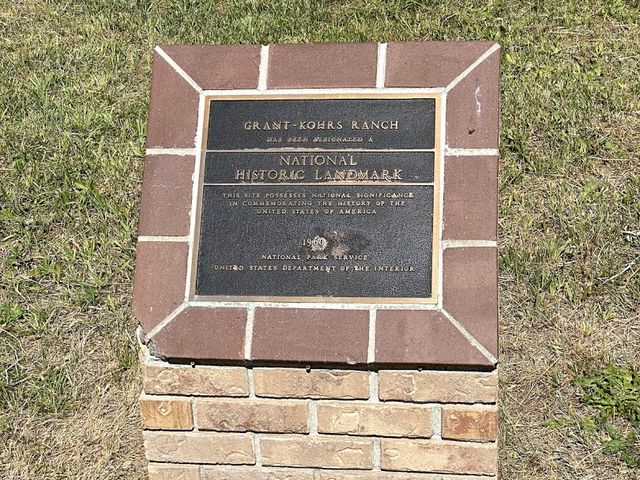 GRANT-KOHRS RANCH
HAS BEEN DESIGNATED A
NATIONAL
HISTORIC LANDMARK
THIS SITE POSSESSES NATIONAL SIGNIFICANCE
IN COMMEMORATING THE HISTORY OF THE
UNITED STATES OF AMERICA
1960
NATIONAL PARK SERVICE
UNITED STATES DEPARTMENT OF THE INTERIOR